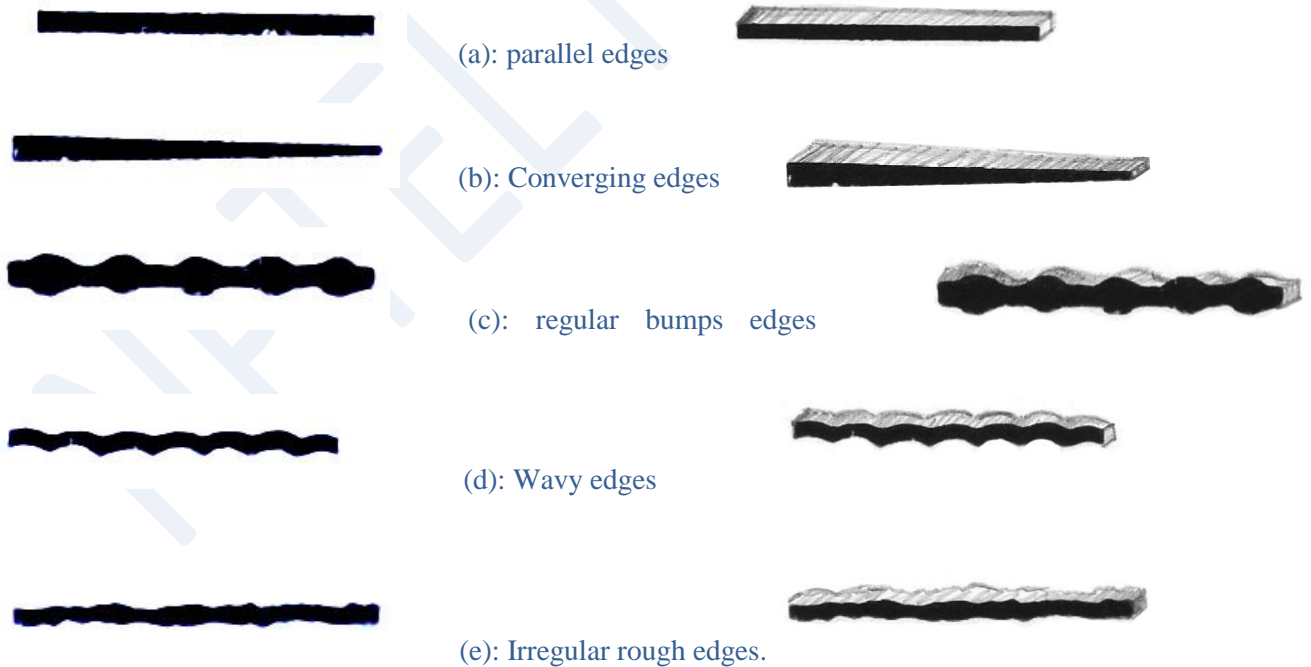 (a): parallel edges
(b): Converging edges
(c): regular bumps edges
(d): Wavy edges
(e): Irregular rough edges.